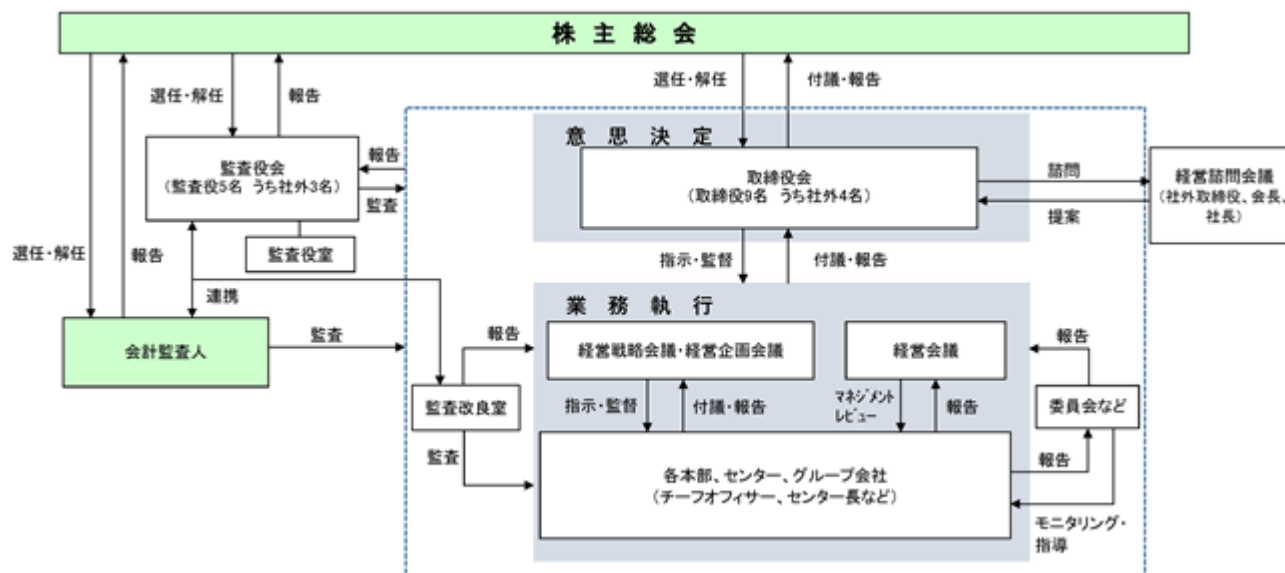 株 主 総 会
選任・解任
報告
選任・解任
付議・報告
意 思 決 定
監査役会
（監査役5名 うち社外3名）
報告
監査
取締役会
（取締役9名 うち社外4名）
諮問
提案
経営諮問会議
（社外取締役、会長、
社長）
監査役室
選任・解任
報告
連携
指示・監督
付議・報告
業 務 執 行
会計監査人
監査
報告
経営戦略会議・経営企画会議
経営会議
報告
監査改良室
指示・監督
付議・報告
マネジメント
レビュー
報告
委員会など
監査
各本部、センター、グループ会社
（チーフオフィサー、センター長など）
報告
モニタリング・
指導